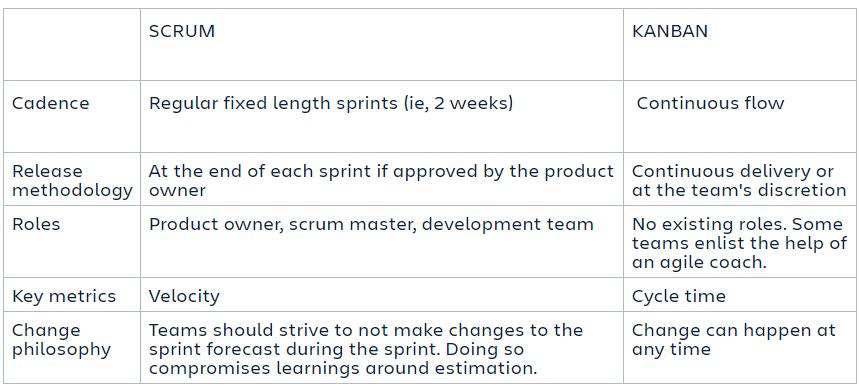 SCRUM
KANBAN
Cadence
Regular fixed length sprints (ie, 2 weeks)
Continuous flow
Release
methodology
At the end of each sprint if approved by the product
owner
Continuous delivery or
at the team's discretion
Roles
Product owner, scrum master, development team
No existing roles. Some
teams enlist the help of
an agile coach.
Key metrics
Velocity
Cycle time
Change
philosophy
Teams should strive to not make changes to the
sprint forecast during the sprint. Doing so
compromises learnings around estimation.
Change can happen at
any time